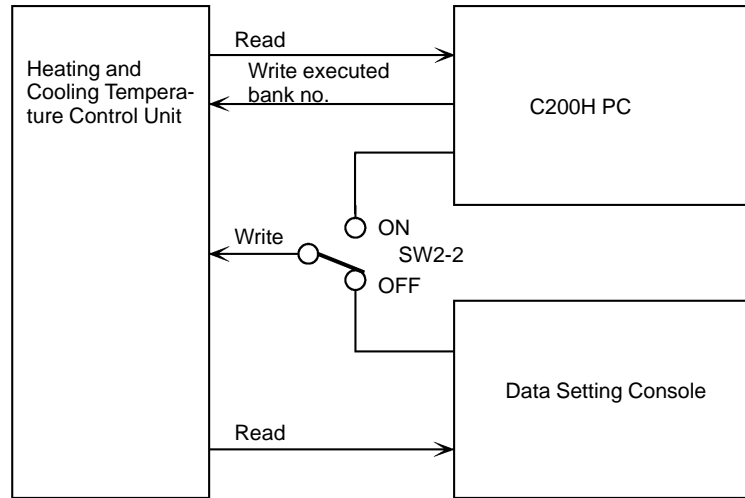 Read
Heating and
Cooling Tempera-
ture Control Unit
Write executed
bank no.
C200H PC
ON
Write
SW2-2
OFF
Data Setting Console
Read